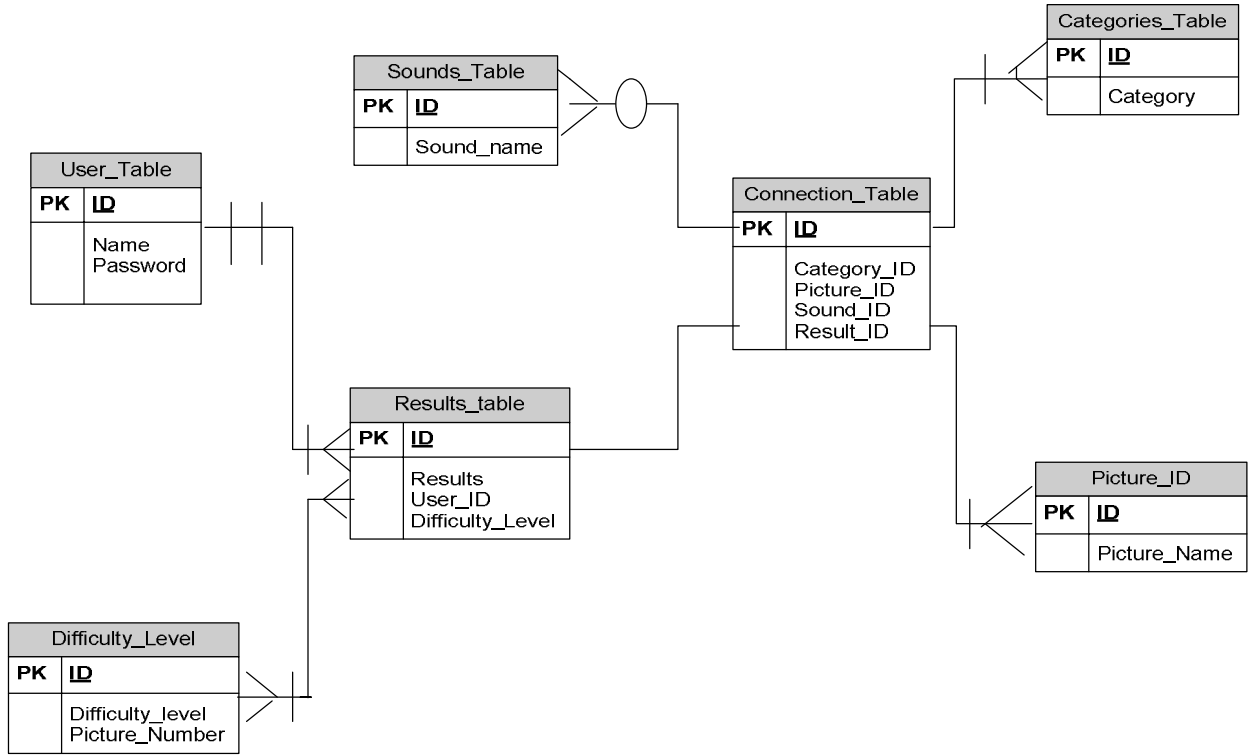 Categories_Table
PK ID
Category
Sounds_Table
PK ID
Sound_name
User_Table
PK ID
Name
Password
Connection_Table
PK ID
Category_ID
Picture_ID
Sound_ID
Result_ID
Results_table
PK ID
Results
User_ID
Difficulty_Level
Picture_ID
PK ID
Picture_Name
Difficulty_Level
PK ID
Difficulty_level
Picture_Number